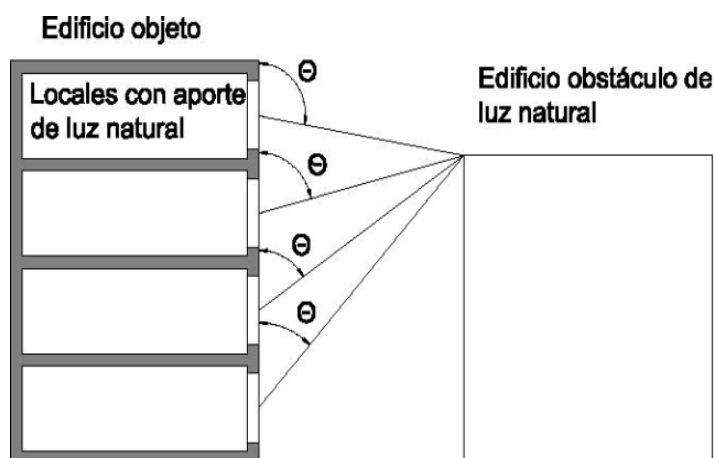 Edificio objeto
Locales con aporte
de luz natural
Edificio obstáculo de
luz natural
Θ
Θ
Θ
Θ